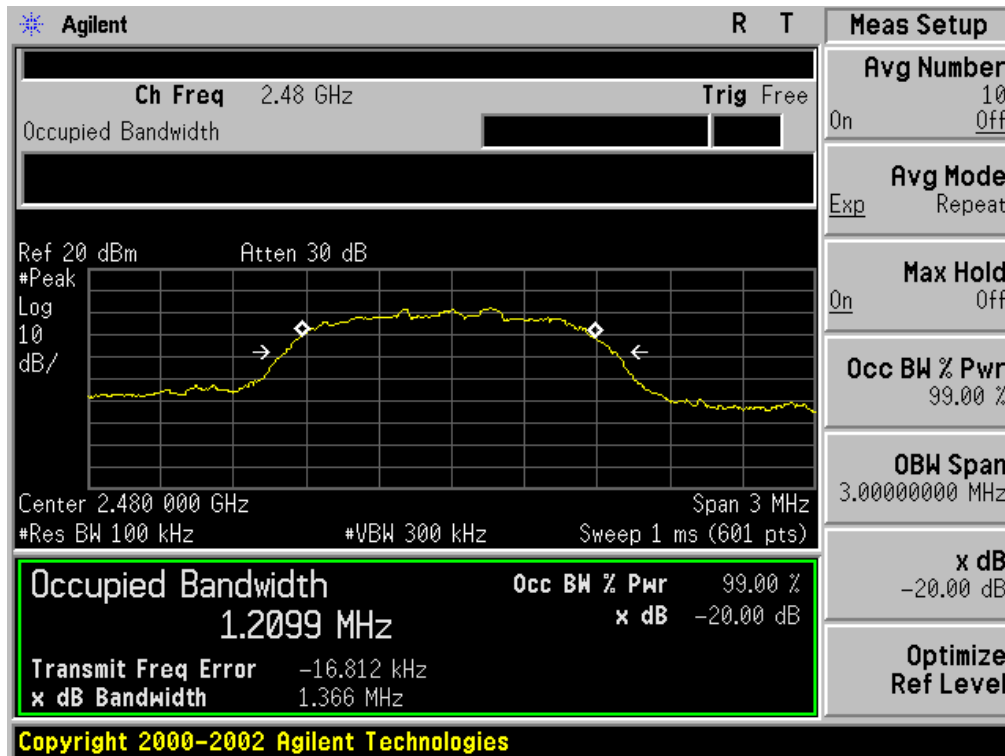 Agilent R T
Ch Freq 2.48 GHz Trig Free
Occupied Bandwidth
Ref 20 dBm Atten 30 dB
#Peak
Log
10
dB/
Center 2.480 000 GHz Span 3 MHz
#Res BW 100 kHz #VBW 300 kHz Sweep 1 ms (601 pts)
Occupied Bandwidth Occ BW % Pwr 99.00 %
1.2099 MHz x dB -20.00 dB
Transmit Freq Error -16.812 kHz
x dB Bandwidth 1.366 MHz
Copyright 2000-2002 Agilent Technologies
Meas Setup
Avg Number
10
On Off
Avg Mode
Exp Repeat
Max Hold
On Off
Occ BW % Pwr
99.00 %
OBW Span
3.00000000 MHz
x dB
-20.00 dB
Optimize
Ref Level